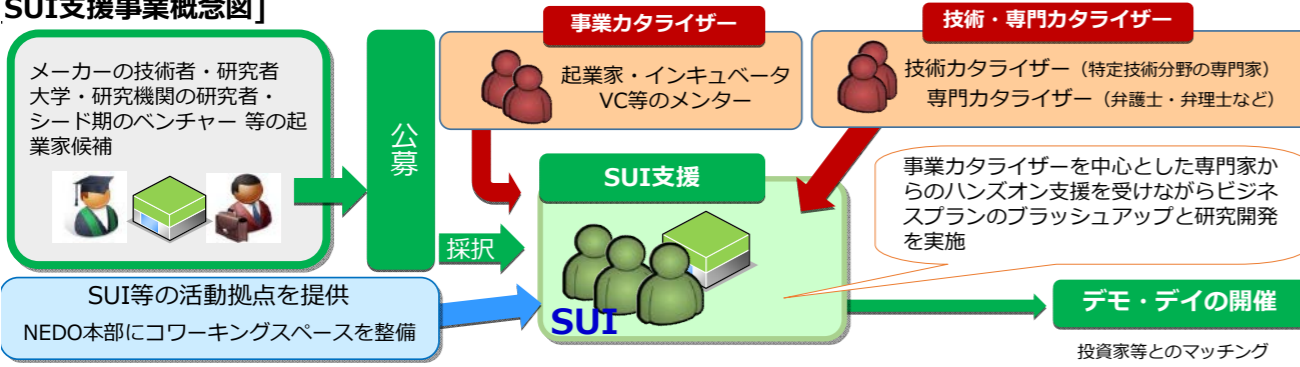 SUI支援事業概念図]
メーカーの技術者・研究者
大学・研究機関の研究者・
シード期のベンチャー 等の起
業家候補
公募
事業カタライザー
起業家・インキュベータ
VC等のメンター
技術・専門カタライザー
技術カタライザー（特定技術分野の専門家）
専門カタライザー（弁護士・弁理士など）
SUI支援
事業カタライザーを中心とした専門家か
らのハンズオン支援を受けながらビジネ
スプランのブラッシュアップと研究開発
を実施
採択
SUI等の活動拠点を提供
NEDO本部にコワーキングスペースを整備
SUI
デモ・デイの開催
投資家等とのマッチング